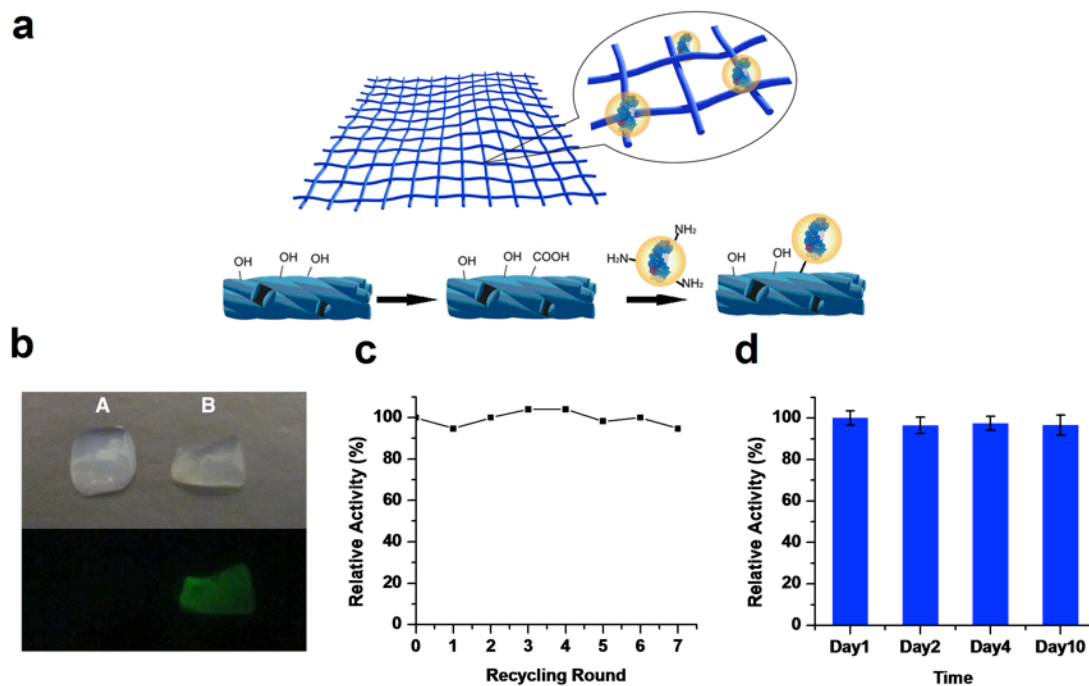 a
OH
OH
OH
OH
OH
COOH
H₂N
NH₂
NH₂
OH
OH
b
A
B
c
Relative Activity (%)
100
80
60
40
20
0
0 1 2 3 4 5 6 7
Recycling Round
d
Relative Activity (%)
100
80
60
40
20
0
Day1 Day2 Day4 Day10
Time